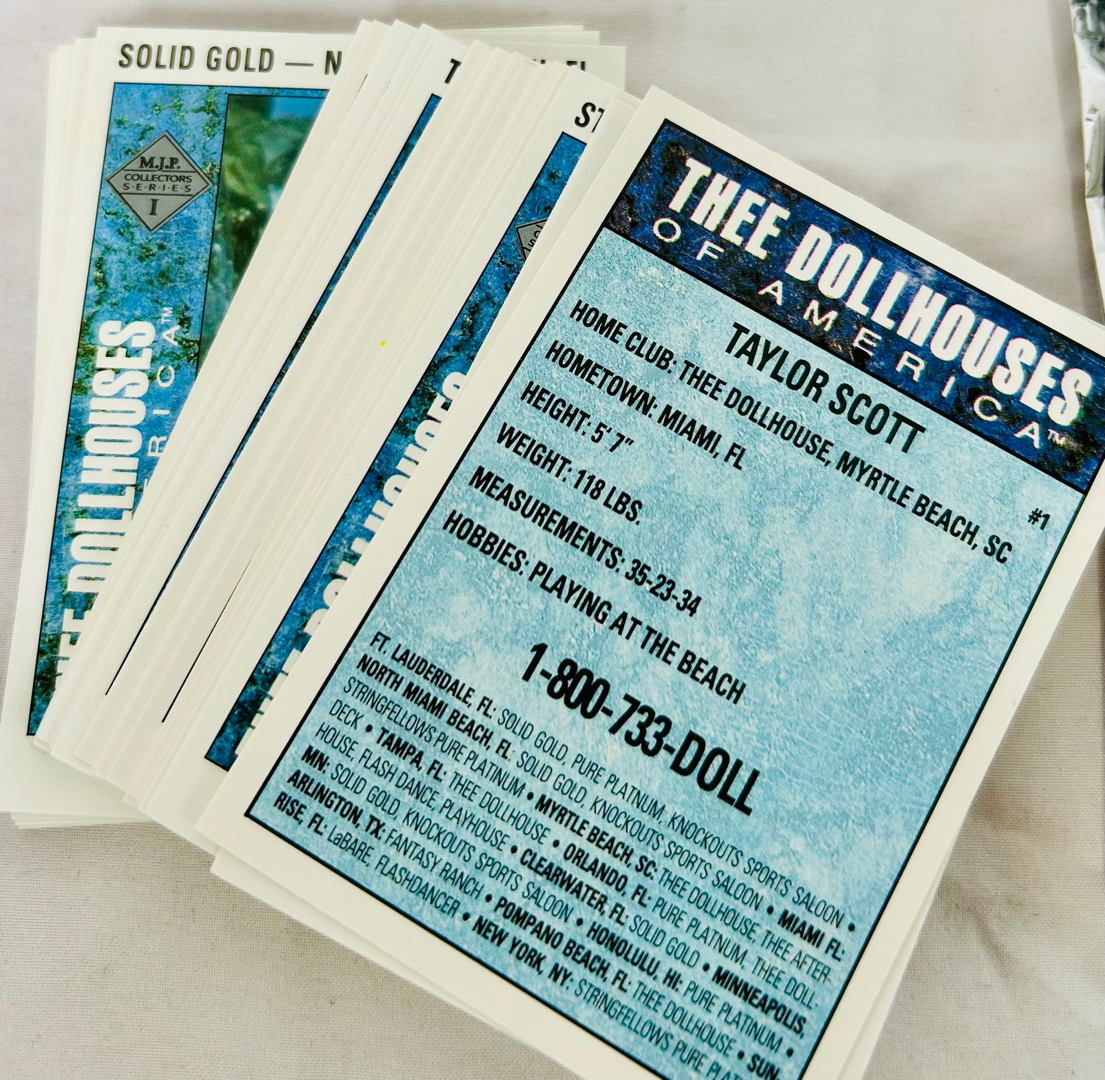 SOLID GOLD — N
M.J.P.
COLLECTORS
S·E·R·I·E·S
I
DOLLHOUSES
ST
THEE DOLLHOUSES
OF AMERICA™
TAYLOR SCOTT
#1
HOME CLUB: THEE DOLLHOUSE, MYRTLE BEACH, SC
HOMETOWN: MIAMI, FL
HEIGHT: 5'7"
WEIGHT: 118 LBS.
MEASUREMENTS: 35-23-34
HOBBIES: PLAYING AT THE BEACH
1-800-733-DOLL
FT. LAUDERDALE, FL: SOLID GOLD, PURE PLATINUM, KNOCKOUTS SPORTS SALOON •
NORTH MIAMI BEACH, FL: SOLID GOLD, KNOCKOUTS SPORTS SALOON • MIAMI FL:
STRINGFELLOWS PURE PLATINUM • MYRTLE BEACH, SC: THEE DOLLHOUSE, THEE AFTER-
DECK • TAMPA, FL: THEE DOLLHOUSE • ORLANDO, FL: PURE PLATNUM, THEE DOLL-
HOUSE, FLASH DANCE, PLAYHOUSE • CLEARWATER, FL: SOLID GOLD • MINNEAPOLIS,
MN: SOLID GOLD, KNOCKOUTS SPORTS SALOON • HONOLULU, HI: PURE PLATINUM •
ARLINGTON, TX: FANTASY RANCH • POMPANO BEACH, FL: THEE DOLLHOUSE • SUN-
RISE, FL: LaBARE, FLASHDANCER • NEW YORK, NY: STRINGFELLOWS PURE PLAT